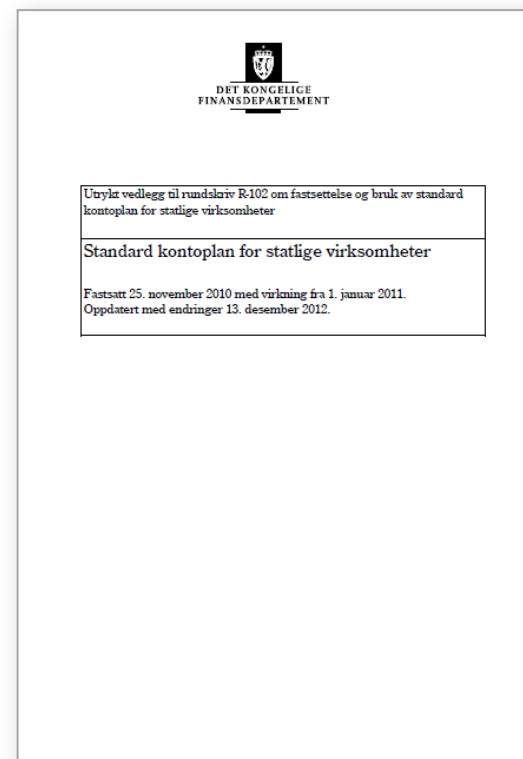 DET KONGELIGE
FINANSDEPARTEMENT
Utrykt vedlegg til rundskriv R-102 om fastsettelse og bruk av standard
kontoplan for statlige virksomheter
Standard kontoplan for statlige virksomheter
Fastsatt 25. november 2010 med virkning fra 1. januar 2011.
Oppdatert med endringer 13. desember 2012.